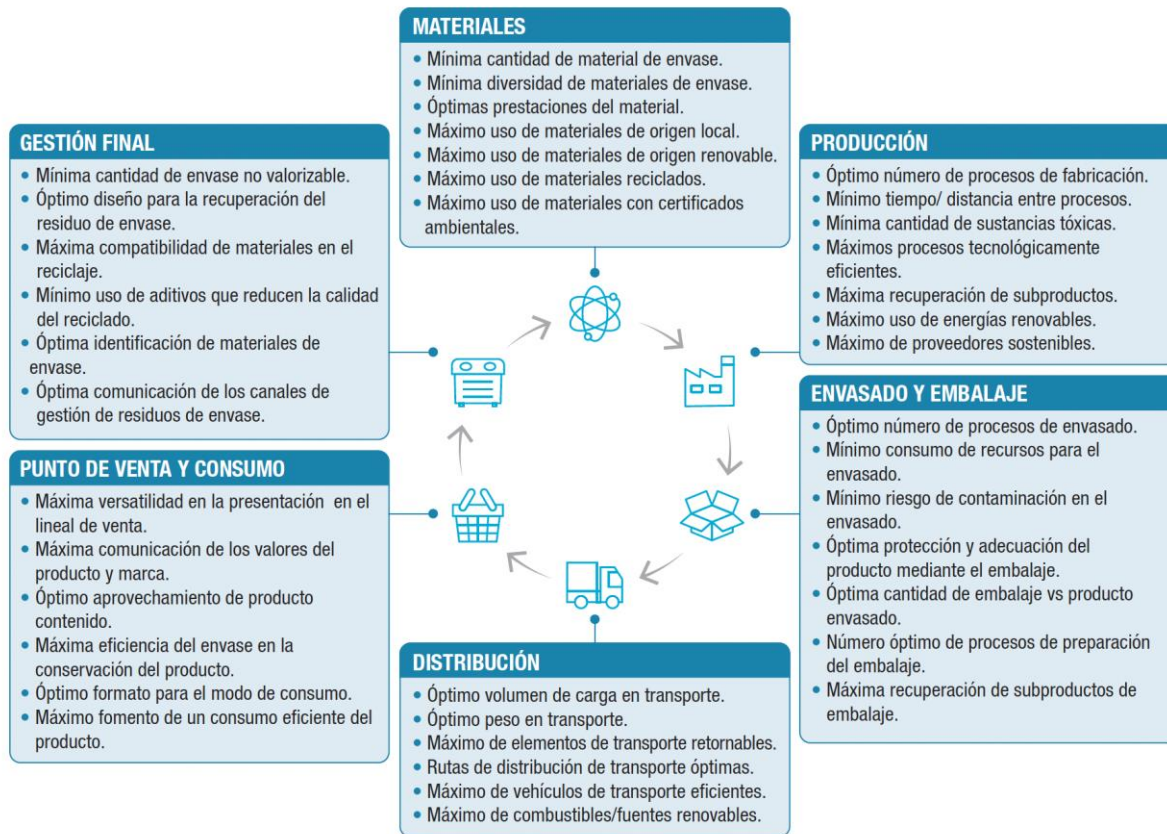 MATERIALES
• Mínima cantidad de material de envase.
• Mínima diversidad de materiales de envase.
• Óptimas prestaciones del material.
• Máximo uso de materiales de origen local.
• Máximo uso de materiales de origen renovable.
• Máximo uso de materiales reciclados.
• Máximo uso de materiales con certificados
ambientales.
PRODUCCIÓN
• Óptimo número de procesos de fabricación.
• Mínimo tiempo/ distancia entre procesos.
• Mínima cantidad de sustancias tóxicas.
• Máximos procesos tecnológicamente
eficientes.
• Máxima recuperación de subproductos.
• Máximo uso de energías renovables.
• Máximo de proveedores sostenibles.
ENVASADO Y EMBALAJE
• Óptimo número de procesos de envasado.
• Mínimo consumo de recursos para el
envasado.
• Mínimo riesgo de contaminación en el
envasado.
• Óptima protección y adecuación del
producto mediante el embalaje.
• Óptima cantidad de embalaje vs producto
envasado.
• Número óptimo de procesos de preparación
del embalaje.
• Máxima recuperación de subproductos de
embalaje.
DISTRIBUCIÓN
• Óptimo volumen de carga en transporte.
• Óptimo peso en transporte.
• Máximo de elementos de transporte retornables.
• Rutas de distribución de transporte óptimas.
• Máximo de vehículos de transporte eficientes.
• Máximo de combustibles/fuentes renovables.
PUNTO DE VENTA Y CONSUMO
• Máxima versatilidad en la presentación en el
lineal de venta.
• Máxima comunicación de los valores del
producto y marca.
• Óptimo aprovechamiento de producto
contenido.
• Máxima eficiencia del envase en la
conservación del producto.
• Óptimo formato para el modo de consumo.
• Máximo fomento de un consumo eficiente del
producto.
GESTIÓN FINAL
• Mínima cantidad de envase no valorizable.
• Óptimo diseño para la recuperación del
residuo de envase.
• Máxima compatibilidad de materiales en el
reciclaje.
• Mínimo uso de aditivos que reducen la calidad
del reciclado.
• Óptima identificación de materiales de
envase.
• Óptima comunicación de los canales de
gestión de residuos de envase.